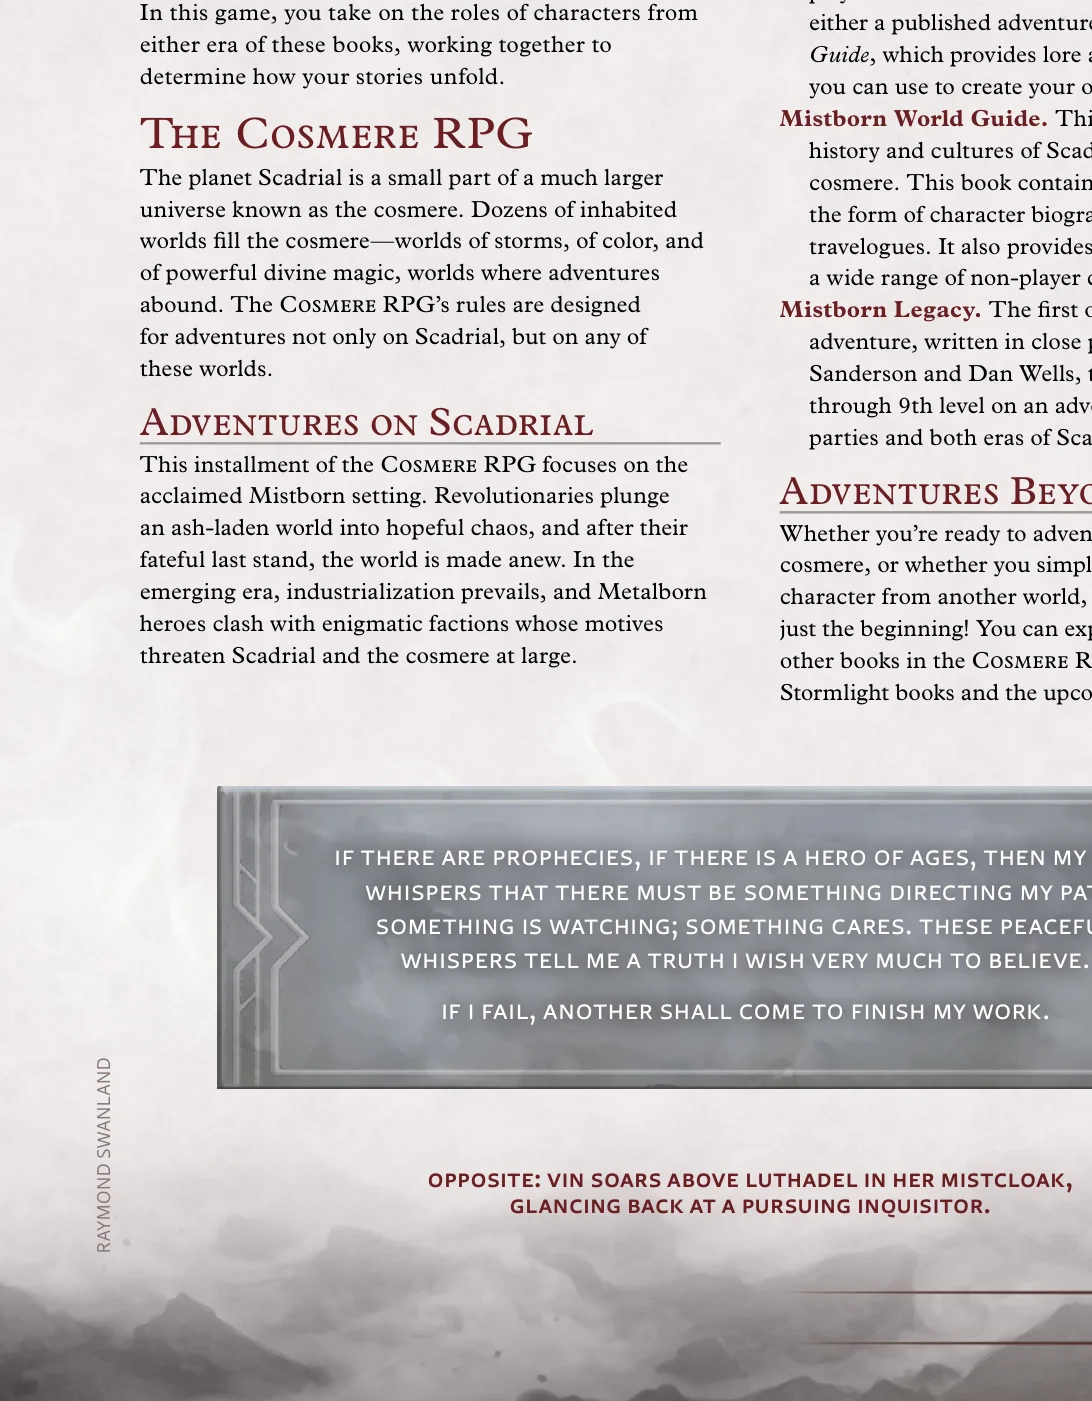 In this game, you take on the roles of characters from
either era of these books, working together to
determine how your stories unfold.
The Cosmere RPG
The planet Scadrial is a small part of a much larger
universe known as the cosmere. Dozens of inhabited
worlds fill the cosmere—worlds of storms, of color, and
of powerful divine magic, worlds where adventures
abound. The Cosmere RPG’s rules are designed
for adventures not only on Scadrial, but on any of
these worlds.
Adventures on Scadrial
This installment of the Cosmere RPG focuses on the
acclaimed Mistborn setting. Revolutionaries plunge
an ash-laden world into hopeful chaos, and after their
fateful last stand, the world is made anew. In the
emerging era, industrialization prevails, and Metalborn
heroes clash with enigmatic factions whose motives
threaten Scadrial and the cosmere at large.
either a published adventure
Guide, which provides lore a
you can use to create your o
Mistborn World Guide. Thi
history and cultures of Scad
cosmere. This book contain
the form of character biogra
travelogues. It also provides
a wide range of non-player c
Mistborn Legacy. The first o
adventure, written in close p
Sanderson and Dan Wells, t
through 9th level on an adv
parties and both eras of Sca
Adventures Beyo
Whether you’re ready to adven
cosmere, or whether you simpl
character from another world,
just the beginning! You can exp
other books in the Cosmere R
Stormlight books and the upco
IF THERE ARE PROPHECIES, IF THERE IS A HERO OF AGES, THEN MY
WHISPERS THAT THERE MUST BE SOMETHING DIRECTING MY PAT
SOMETHING IS WATCHING; SOMETHING CARES. THESE PEACEFU
WHISPERS TELL ME A TRUTH I WISH VERY MUCH TO BELIEVE.
IF I FAIL, ANOTHER SHALL COME TO FINISH MY WORK.
RAYMOND SWANLAND
OPPOSITE: VIN SOARS ABOVE LUTHADEL IN HER MISTCLOAK,
GLANCING BACK AT A PURSUING INQUISITOR.